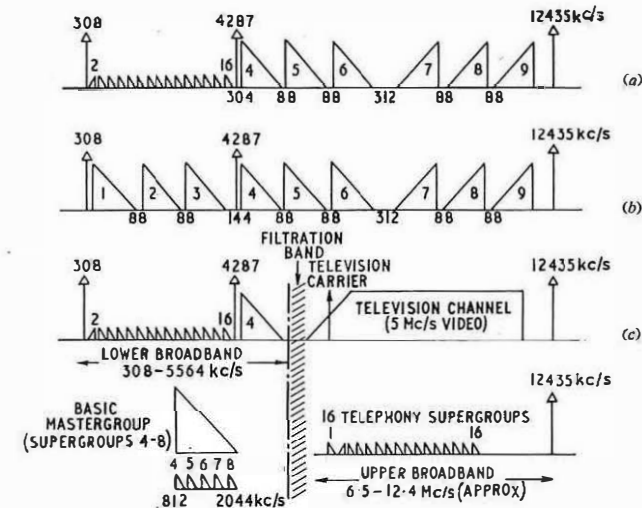 308 4287 12435kc/s
2 16 4 5 6 7 8 9 (a)
304 88 88 312 88 88
308 4287 12435 kc/s
1 2 3 4 5 6 7 8 9 (b)
88 88 144 88 88 312 88 88
FILTRATION
BAND
TELEVISION
CARRIER
308 4287 12435kc/s
2 16 4 TELEVISION CHANNEL (c)
(5 Mc/s VIDEO)
LOWER BROADBAND
308-5564 kc/s
12435kc/s
BASIC
MASTERGROUP
(SUPERGROUPS 4-8)
16 TELEPHONY SUPERGROUPS
1 16
4 5 6 7 8
812 2044kc/s
UPPER BROADBAND
6·5-12·4 Mc/s (APPROX)